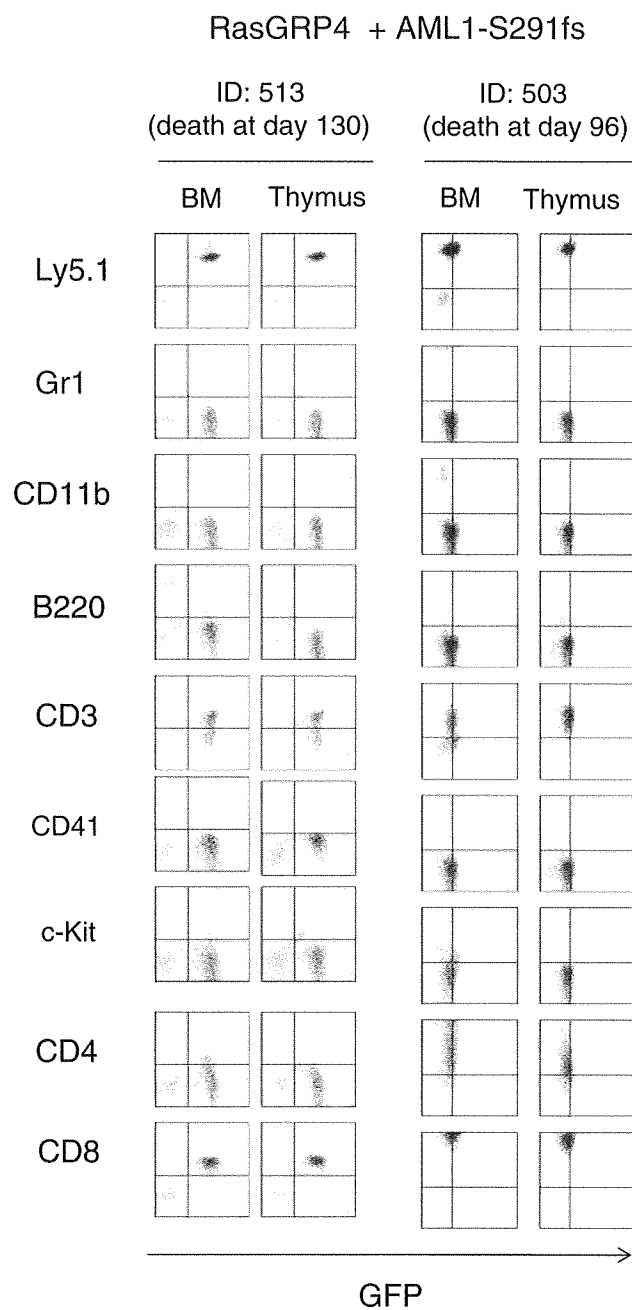 RasGRP4 + AML1-S291fs
ID: 513
(death at day 130)
ID: 503
(death at day 96)
BM
Thymus
BM
Thymus
Ly5.1
Gr1
CD11b
B220
CD3
CD41
c-Kit
CD4
CD8
GFP